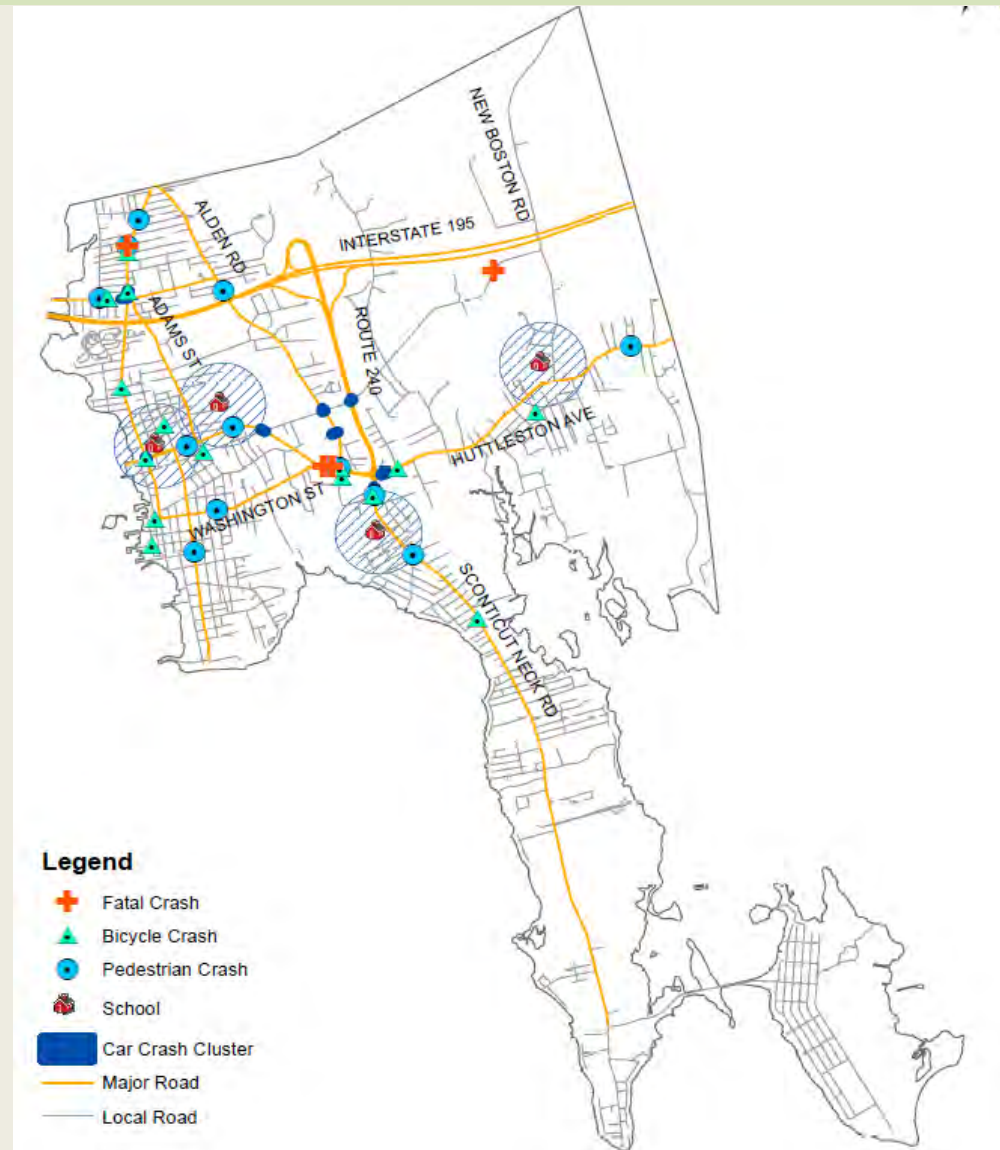 NEW BOSTON RD
ALDEN RD
INTERSTATE 195
ADAMS ST
ROUTE 240
HUTTLESTON AVE
WASHINGTON ST
SCONTICUT NECK RD
Legend
Fatal Crash
Bicycle Crash
Pedestrian Crash
School
Car Crash Cluster
Major Road
Local Road